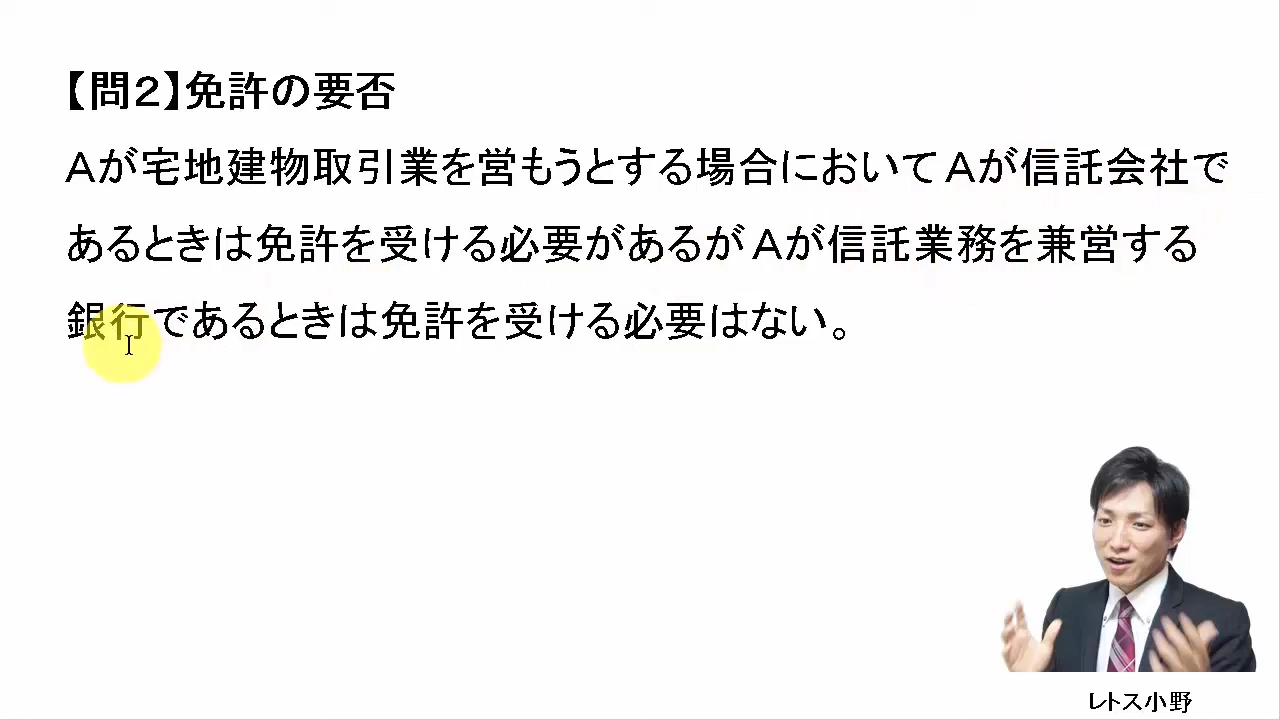 【問２】免許の要否
Ａが宅地建物取引業を営もうとする場合においてＡが信託会社で
あるときは免許を受ける必要があるがＡが信託業務を兼営する
銀行であるときは免許を受ける必要はない。
レトス小野